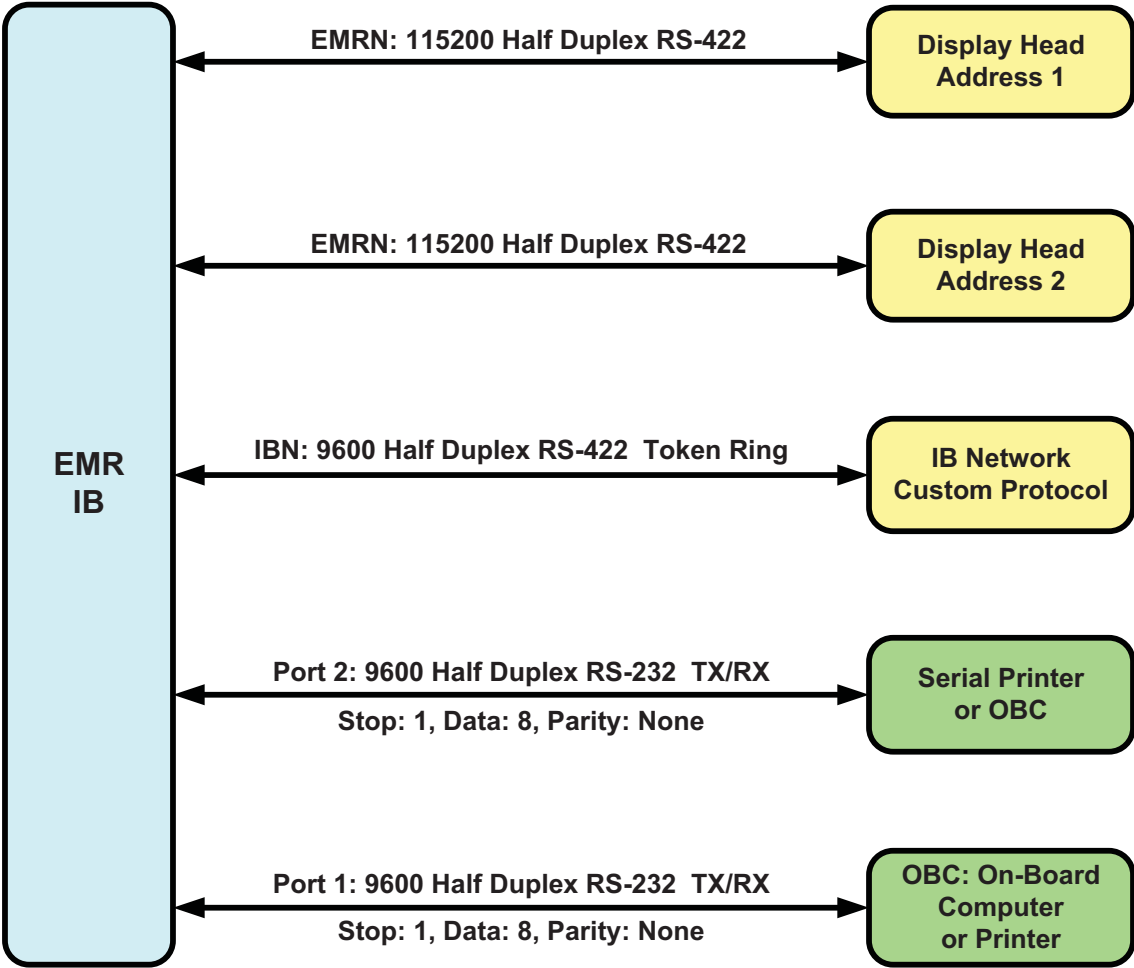 EMRN: 115200 Half Duplex RS-422
Display Head
Address 1
EMRN: 115200 Half Duplex RS-422
Display Head
Address 2
EMR
IB
IBN: 9600 Half Duplex RS-422 Token Ring
IB Network
Custom Protocol
Port 2: 9600 Half Duplex RS-232 TX/RX
Stop: 1, Data: 8, Parity: None
Serial Printer
or OBC
Port 1: 9600 Half Duplex RS-232 TX/RX
Stop: 1, Data: 8, Parity: None
OBC: On-Board
Computer
or Printer